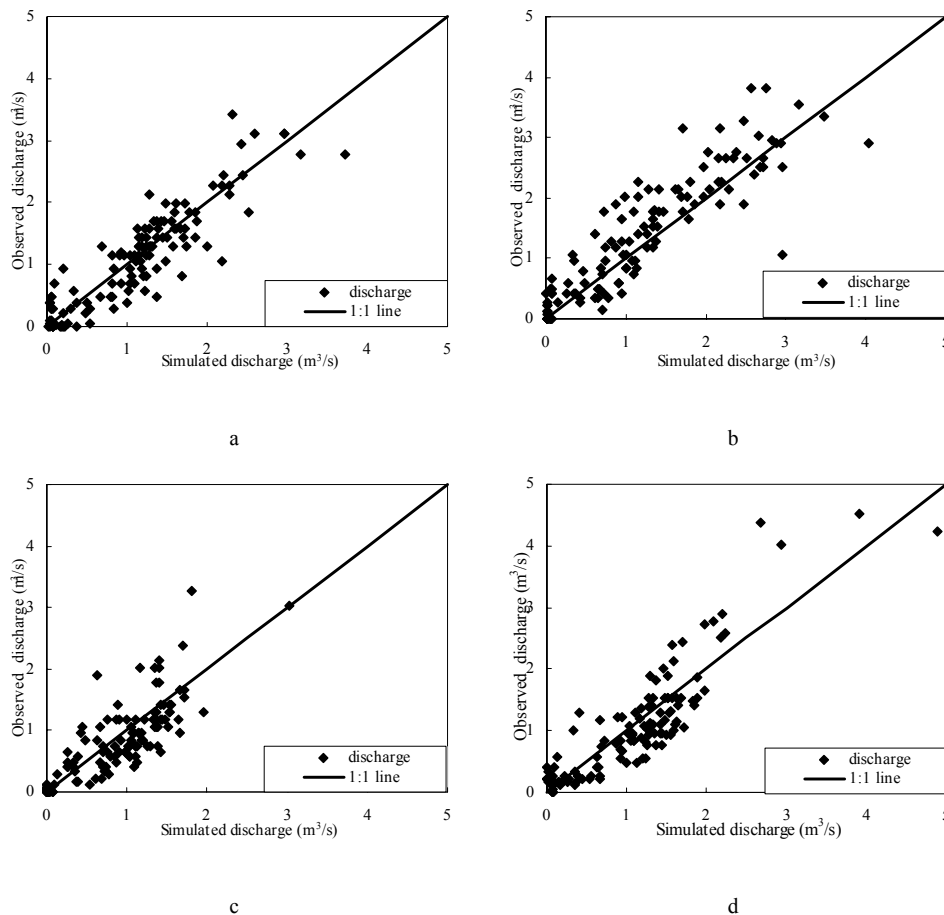 5
4
3
2
1
0
0 1 2 3 4 5
Observed discharge (m³/s)
Simulated discharge (m³/s)
discharge
1:1 line
a
5
4
3
2
1
0
0 1 2 3 4 5
Observed discharge (m³/s)
Simulated discharge (m³/s)
discharge
1:1 line
b
5
4
3
2
1
0
0 1 2 3 4 5
Observed discharge (m³/s)
Simulated discharge (m³/s)
discharge
1:1 line
c
5
4
3
2
1
0
0 1 2 3 4 5
Observed discharge (m³/s)
Simulated discharge (m³/s)
discharge
1:1 line
d